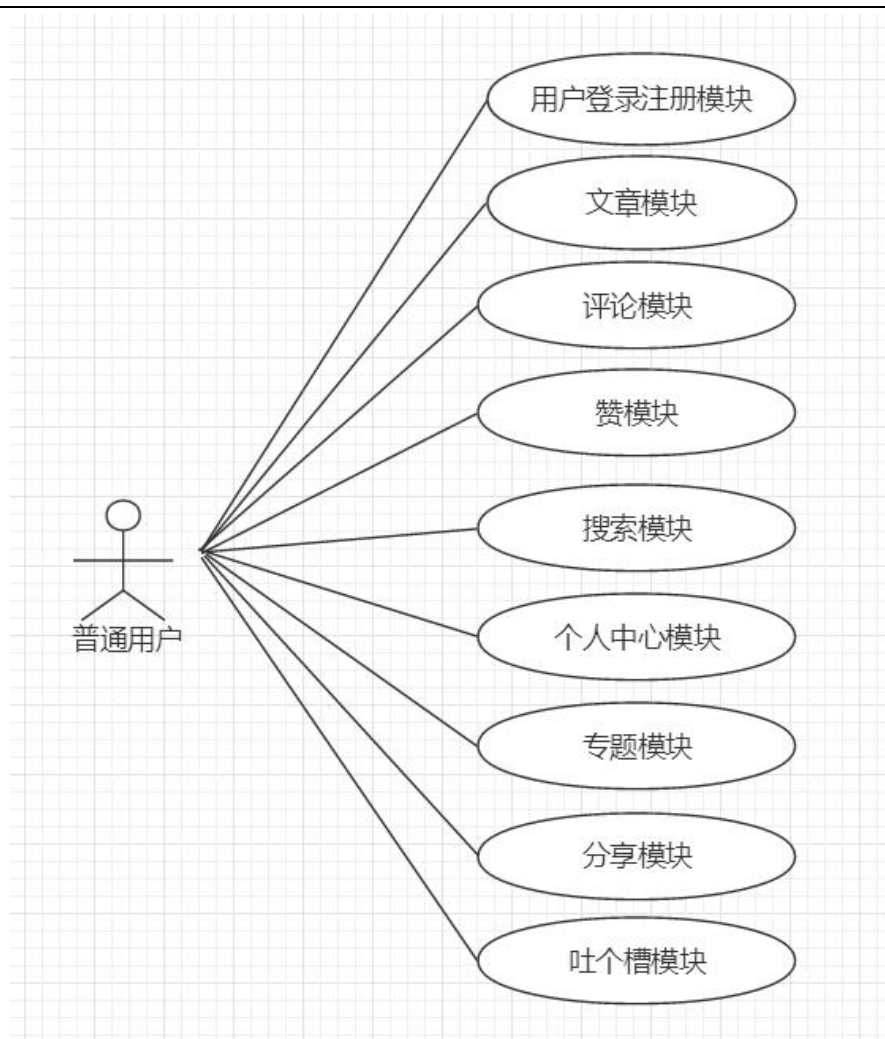 用户登录注册模块
文章模块
评论模块
赞模块
搜索模块
个人中心模块
普通用户
专题模块
分享模块
吐个槽模块